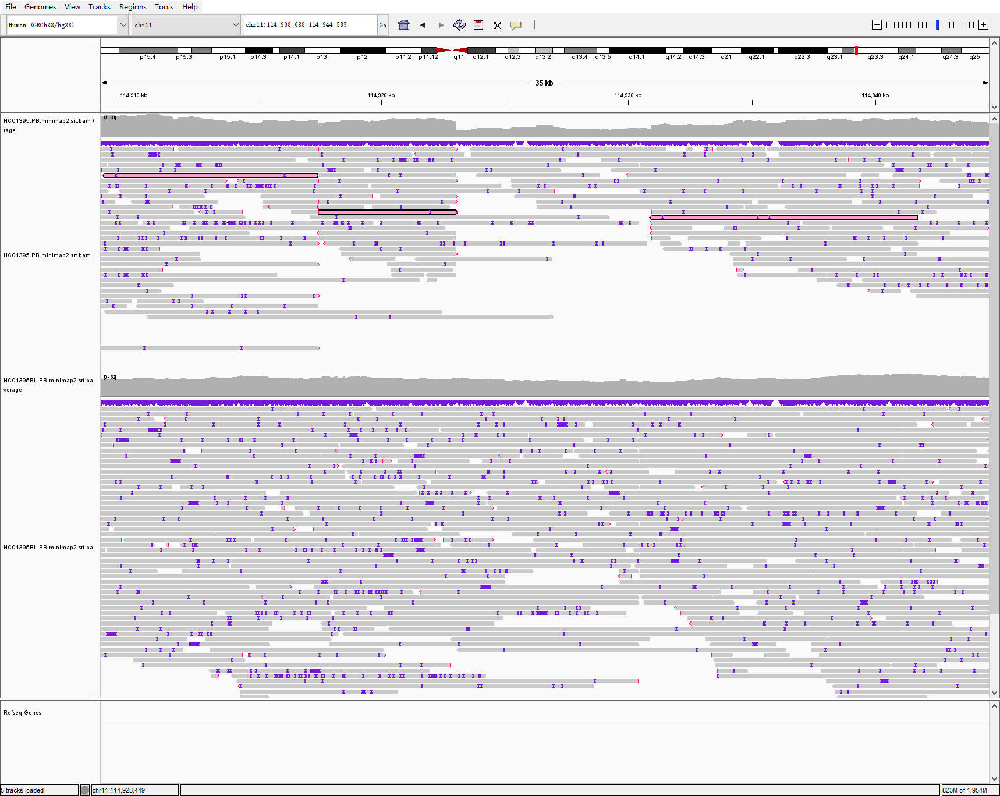 File Genomes View Tracks Regions Tools Help
Human (GRCh38/hg38) chr11 chr11:114,908,638-114,944,585 Go
p15.4 p15.3 p15.1 p14.3 p14.1 p13 p12 p11.2 p11.12 q11 q12.1 q12.3 q13.2 q13.4 q13.5 q14.1 q14.2 q14.3 q21 q22.1 q22.3 q23.1 q23.3 q24.1 q24.3 q25
35 kb
114,910 kb 114,920 kb 114,930 kb 114,940 kb
HCC1395.PB.minimap2.srt.bam
rage
[0-34]
HCC1395.PB.minimap2.srt.bam
HCC1395BL.PB.minimap2.srt.ba
verage
[0-62]
HCC1395BL.PB.minimap2.srt.ba
Refseq Genes
5 tracks loaded chr11:114,928,449 823M of 1,954M